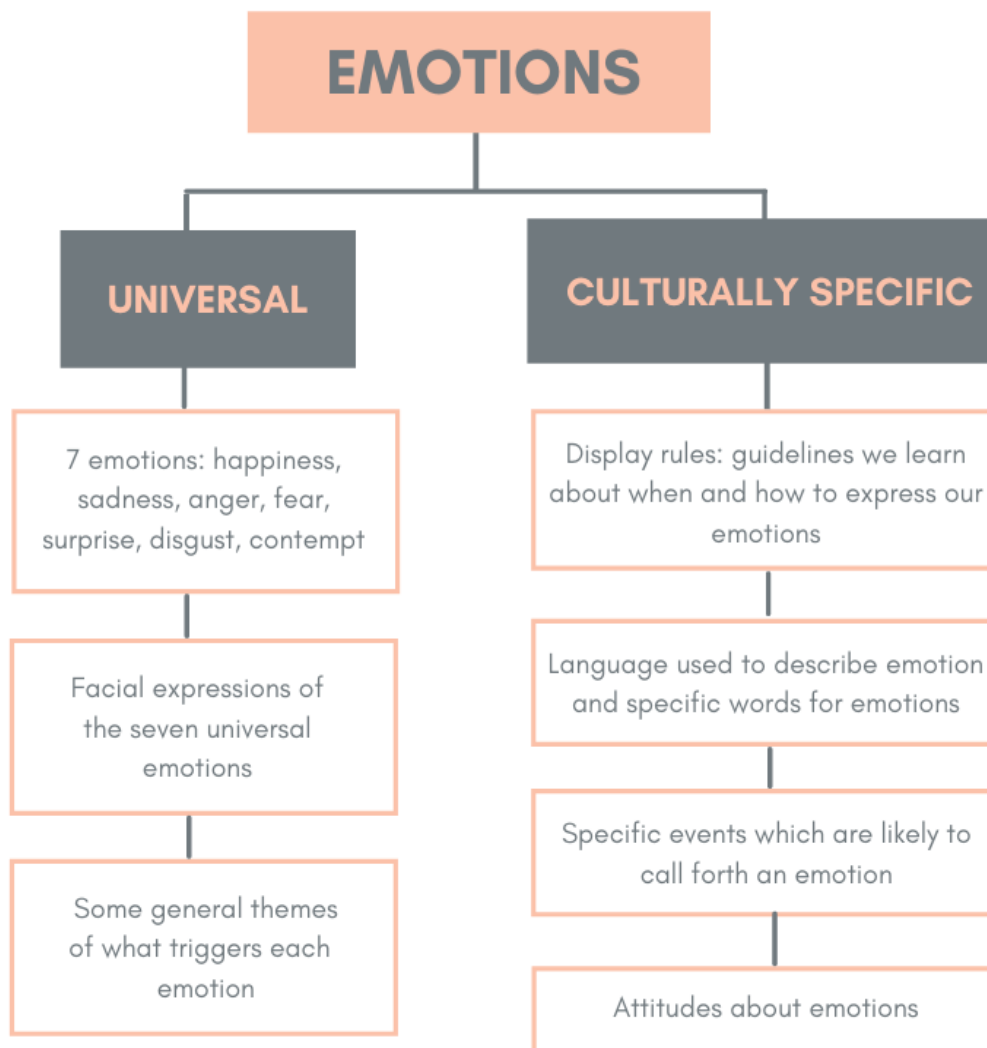 EMOTIONS
UNIVERSAL
7 emotions: happiness,
sadness, anger, fear,
surprise, disgust, contempt
Facial expressions of
the seven universal
emotions
Some general themes
of what triggers each
emotion
CULTURALLY SPECIFIC
Display rules: guidelines we learn
about when and how to express our
emotions
Language used to describe emotion
and specific words for emotions
Specific events which are likely to
call forth an emotion
Attitudes about emotions